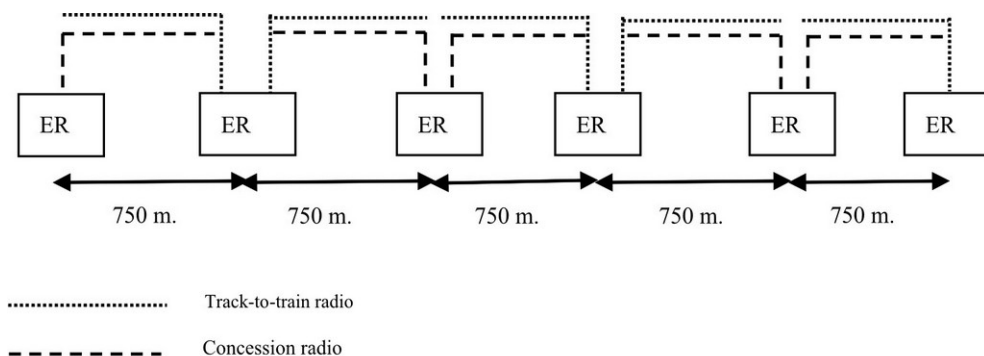 ER ER ER ER ER ER
750 m. 750 m. 750 m. 750 m. 750 m.
Track-to-train radio
Concession radio